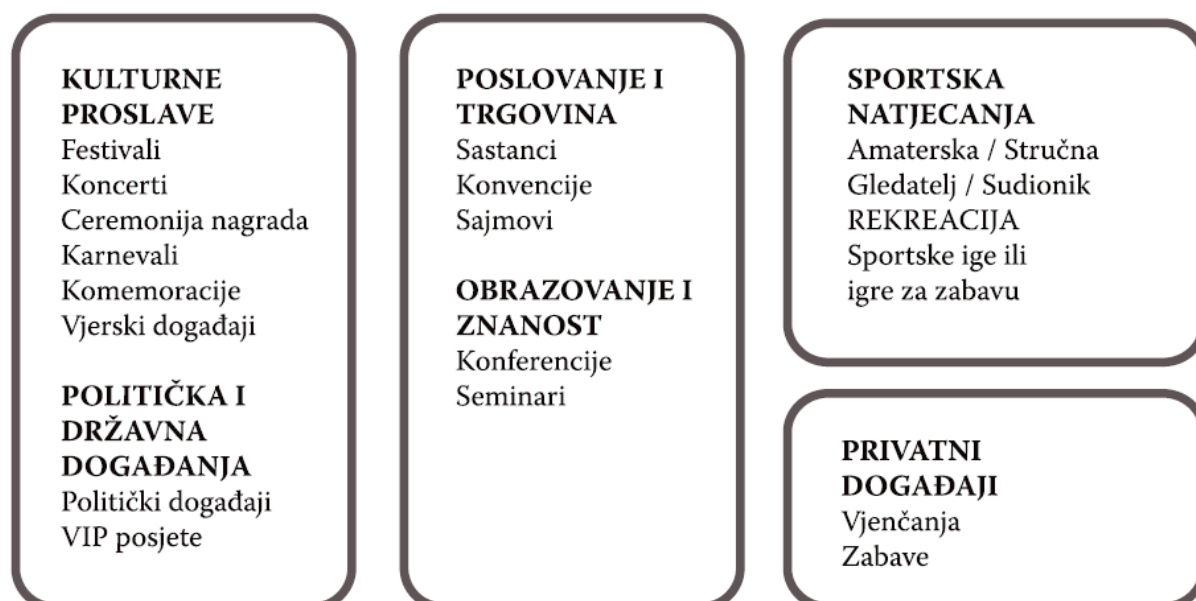 KULTURNE
PROSLAVE
Festivali
Koncerti
Ceremonija nagrada
Karnevali
Komemoracije
Vjerski događaji
POLITIČKA I
DRŽAVNA
DOGAĐANJA
Politički događaji
VIP posjete
POSLOVANJE I
TRGOVINA
Sastanci
Konvencije
Sajmovi
OBRAZOVANJE I
ZNANOST
Konferencije
Seminari
SPORTSKA
NATJECANJA
Amaterska / Stručna
Gledatelj / Sudionik
REKREACIJA
Sportske ige ili
igre za zabavu
PRIVATNI
DOGAĐAJI
Vjenčanja
Zabave